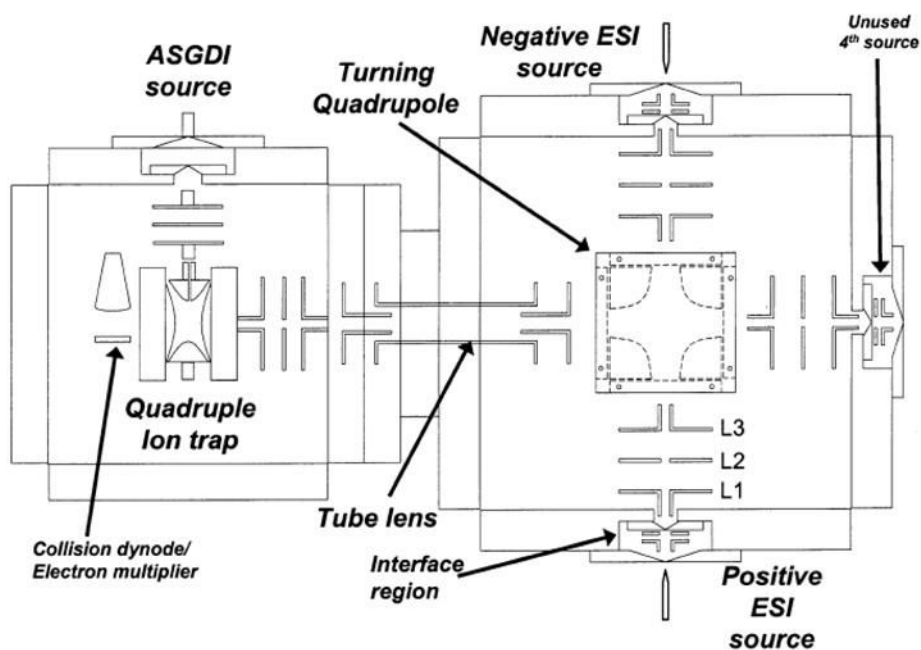 ASGDI
source
Turning
Quadrupole
Negative ESI
source
Unused
4th source
Quadruple
Ion trap
Tube lens
L3
L2
L1
Collision dynode/
Electron multiplier
Interface
region
Positive
ESI
source